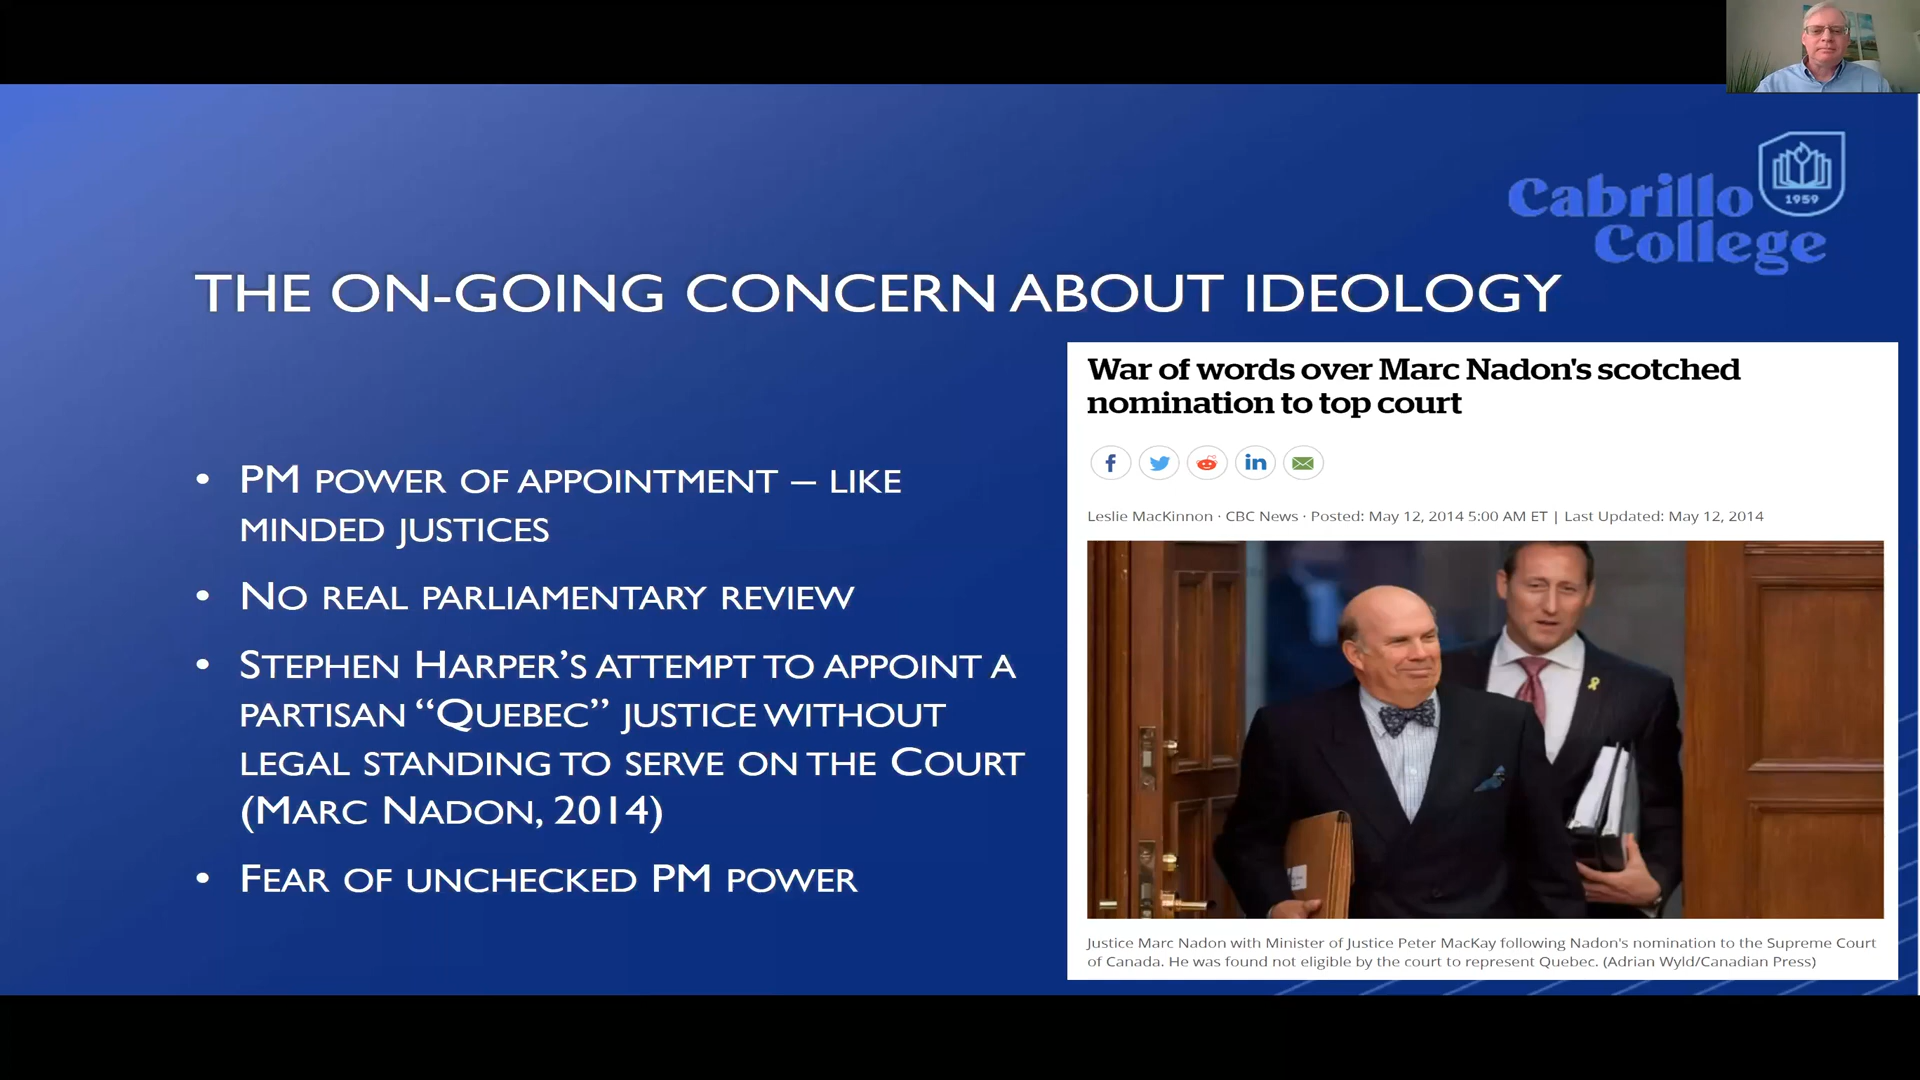 Cabrillo
College
1959
THE ON-GOING CONCERN ABOUT IDEOLOGY
• PM POWER OF APPOINTMENT – LIKE
MINDED JUSTICES
• NO REAL PARLIAMENTARY REVIEW
• STEPHEN HARPER'S ATTEMPT TO APPOINT A
PARTISAN “QUEBEC” JUSTICE WITHOUT
LEGAL STANDING TO SERVE ON THE COURT
(MARC NADON, 2014)
• FEAR OF UNCHECKED PM POWER
War of words over Marc Nadon's scotched
nomination to top court
Leslie MacKinnon · CBC News · Posted: May 12, 2014 5:00 AM ET | Last Updated: May 12, 2014
Justice Marc Nadon with Minister of Justice Peter MacKay following Nadon's nomination to the Supreme Court
of Canada. He was found not eligible by the court to represent Quebec. (Adrian Wyld/Canadian Press)